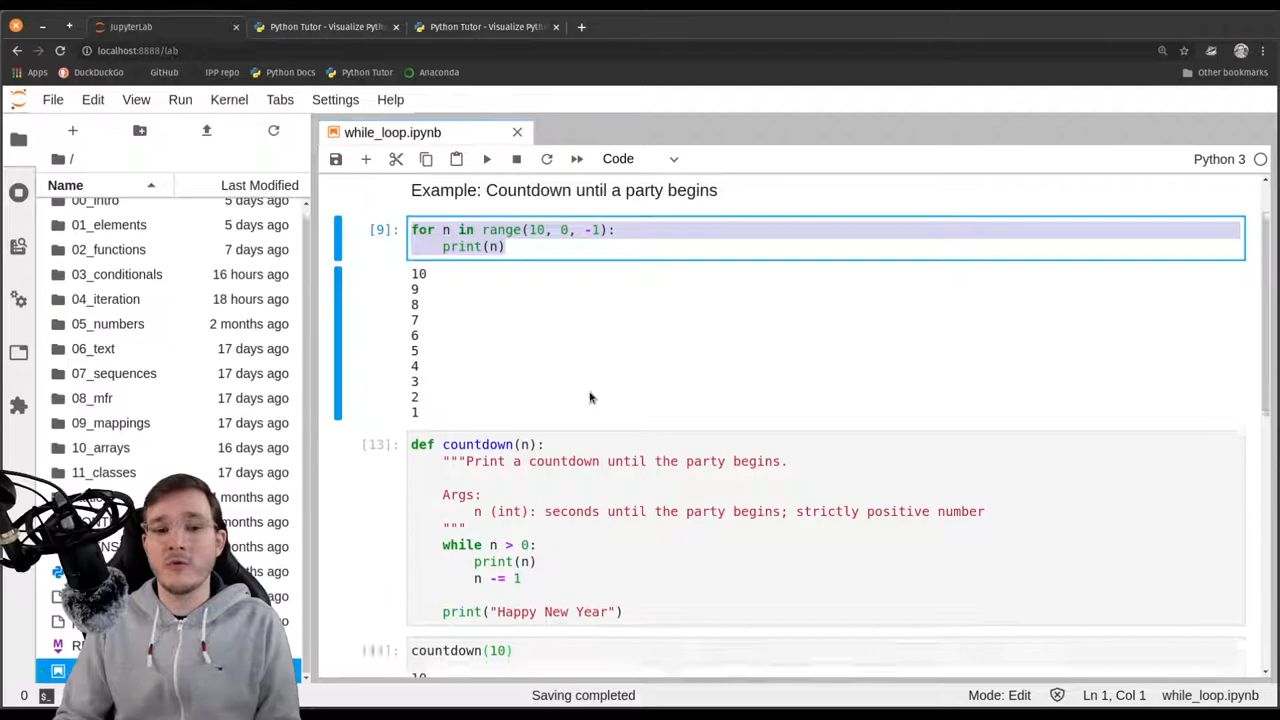 JupyterLab
Python Tutor - Visualize Pyth
Python Tutor - Visualize Pyth
localhost:8888/lab
Apps DuckDuckGo GitHub IPP repo Python Docs Python Tutor Anaconda Other bookmarks
File Edit View Run Kernel Tabs Settings Help
while_loop.ipynb
/
Code
Python 3
Name Last Modified
00_intro 5 days ago
01_elements 5 days ago
02_functions 7 days ago
03_conditionals 16 hours ago
04_iteration 18 hours ago
05_numbers 2 months ago
06_text 17 days ago
07_sequences 17 days ago
08_mfr 17 days ago
09_mappings 17 days ago
10_arrays 16 days ago
11_classes 17 days ago
months ago
months ago
months ago
ago
ago
ago
ago
Example: Countdown until a party begins
[9]:
for n in range(10, 0, -1):
print(n)
10
9
8
7
6
5
4
3
2
1
[13]:
def countdown(n):
"""Print a countdown until the party begins.
Args:
n (int): seconds until the party begins; strictly positive number
"""
while n > 0:
print(n)
n -= 1
print("Happy New Year")
countdown(10)
10
0
$_
Saving completed
Mode: Edit
Ln 1, Col 1
while_loop.ipynb